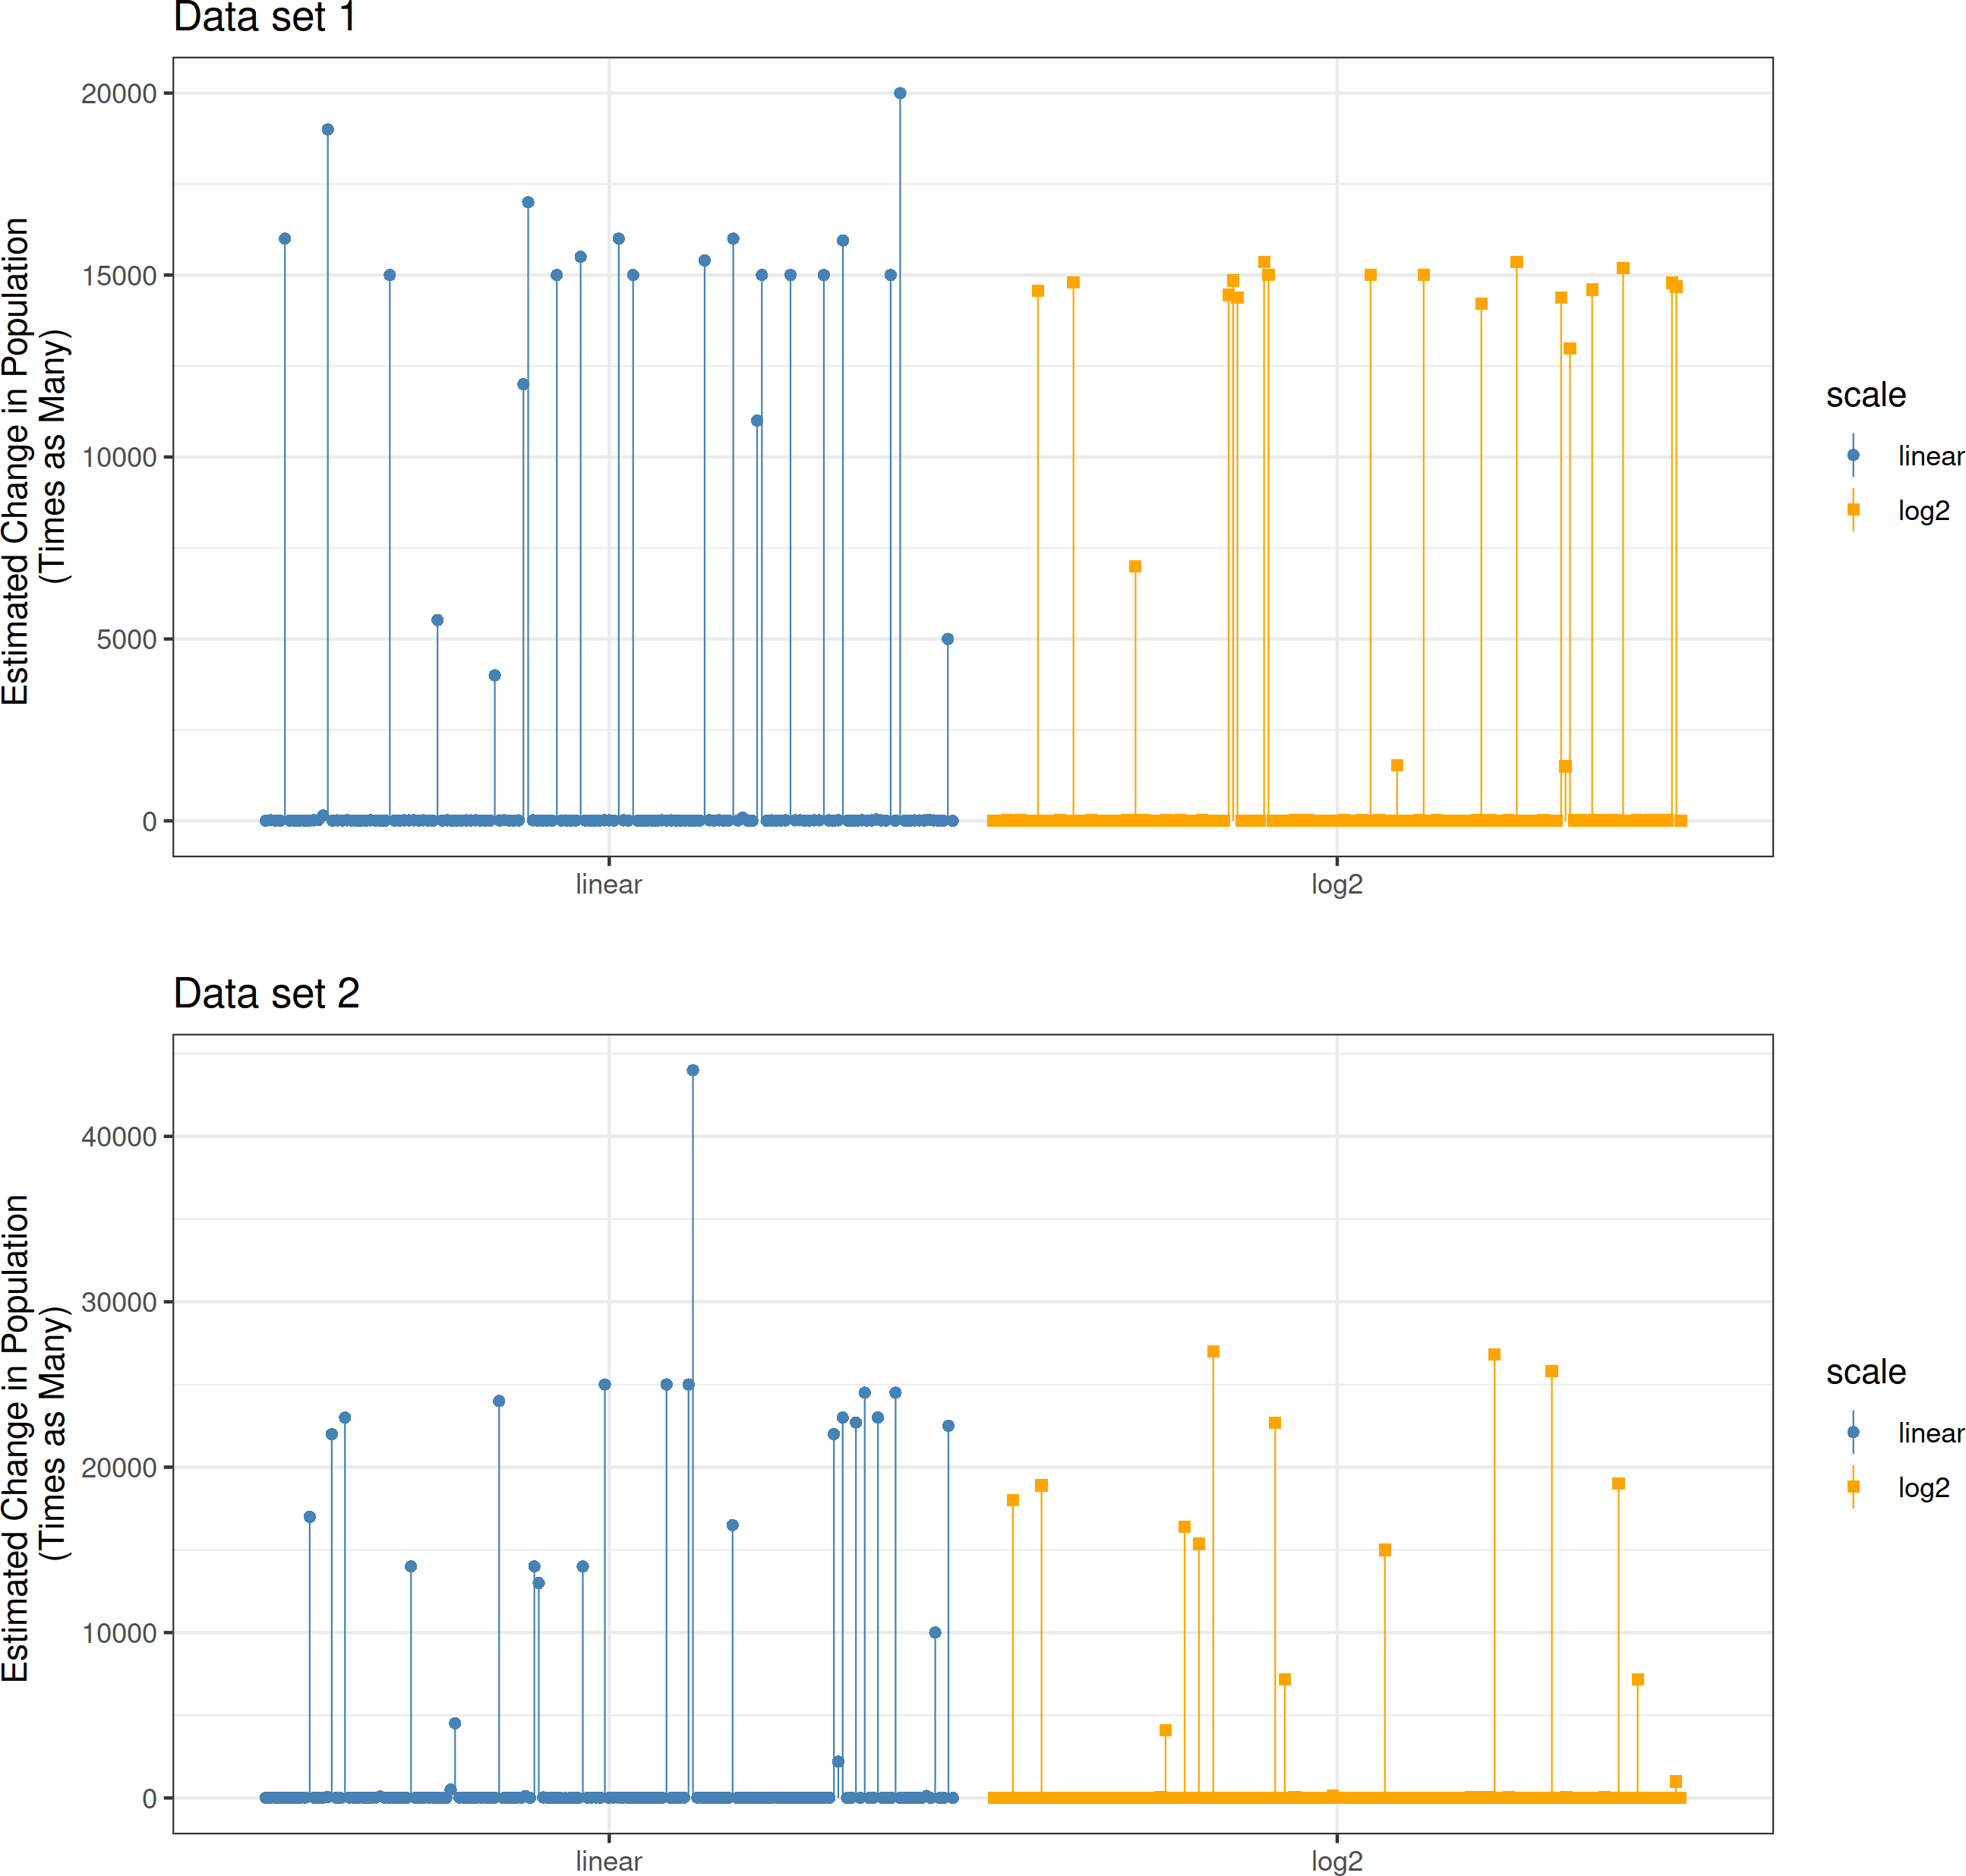 Data set 1
Estimated Change in Population
(Times as Many)
20000
15000
10000
5000
0
linear
log2
scale
linear
log2
Data set 2
Estimated Change in Population
(Times as Many)
40000
30000
20000
10000
0
linear
log2
scale
linear
log2